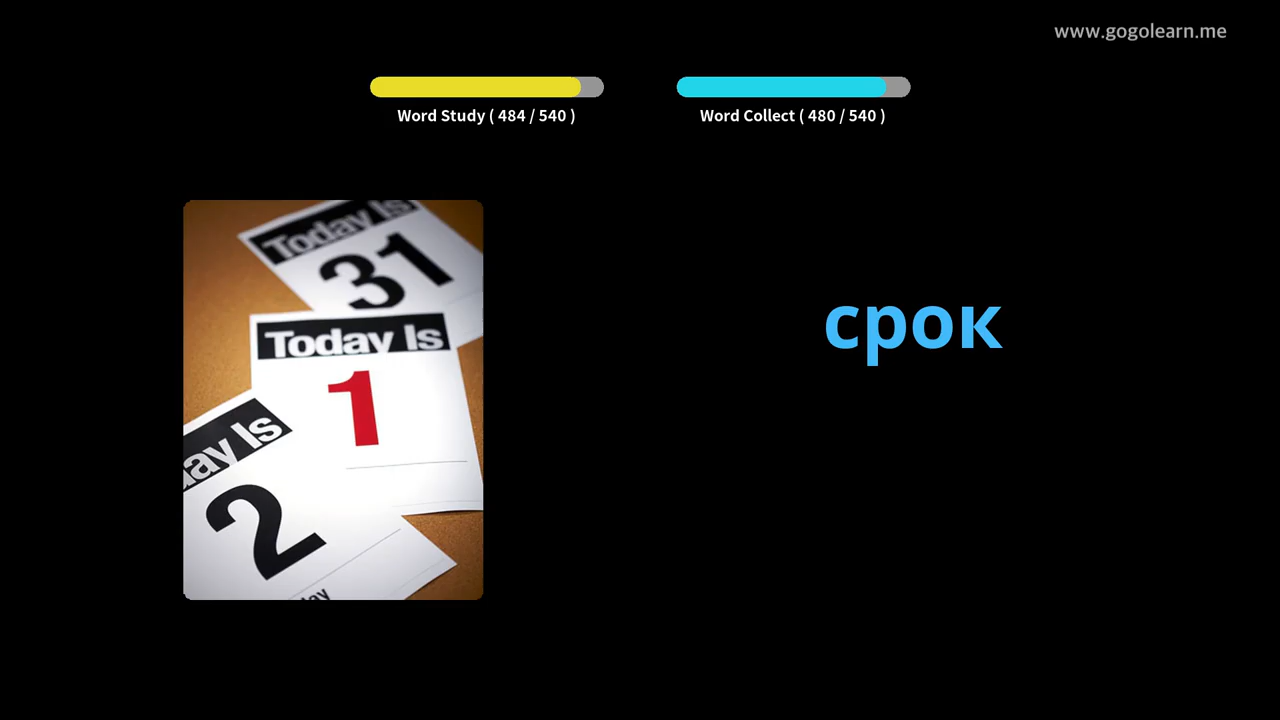 www.gogolearn.me
Word Study ( 484 / 540 )
Word Collect ( 480 / 540 )
Today Is
31
Today Is
1
срок
day Is
2